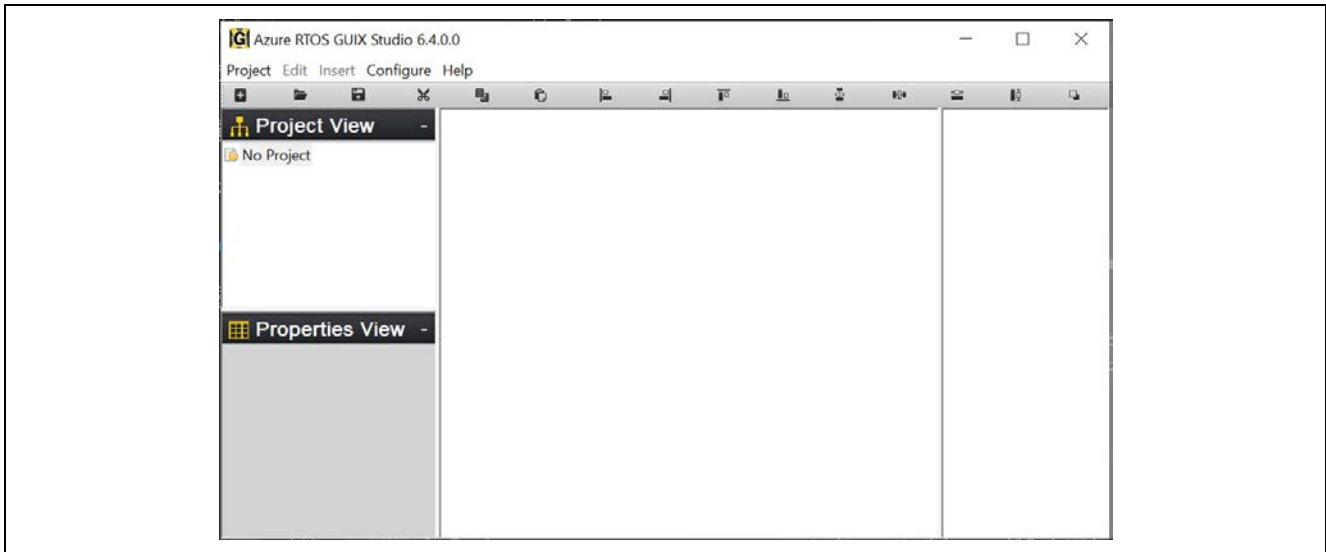 Azure RTOS GUIX Studio 6.4.0.0
Project Edit Insert Configure Help
Project View -
No Project
Properties View -